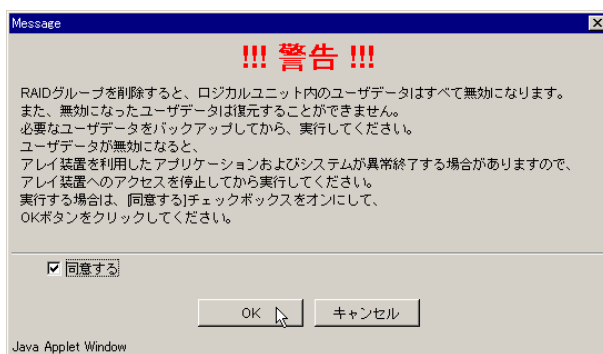 Message
!!! 警告 !!!
RAIDグループを削除すると、ロジカルユニット内のユーザデータはすべて無効になります。
また、無効になったユーザデータは復元することができません。
必要なユーザデータをバックアップしてから、実行してください。
ユーザデータが無効になると、
アレイ装置を利用したアプリケーションおよびシステムが異常終了する場合がありますので、
アレイ装置へのアクセスを停止してから実行してください。
実行する場合は、[同意する]チェックボックスをオンにして、
OKボタンをクリックしてください。
同意する
OK キャンセル
Java Applet Window